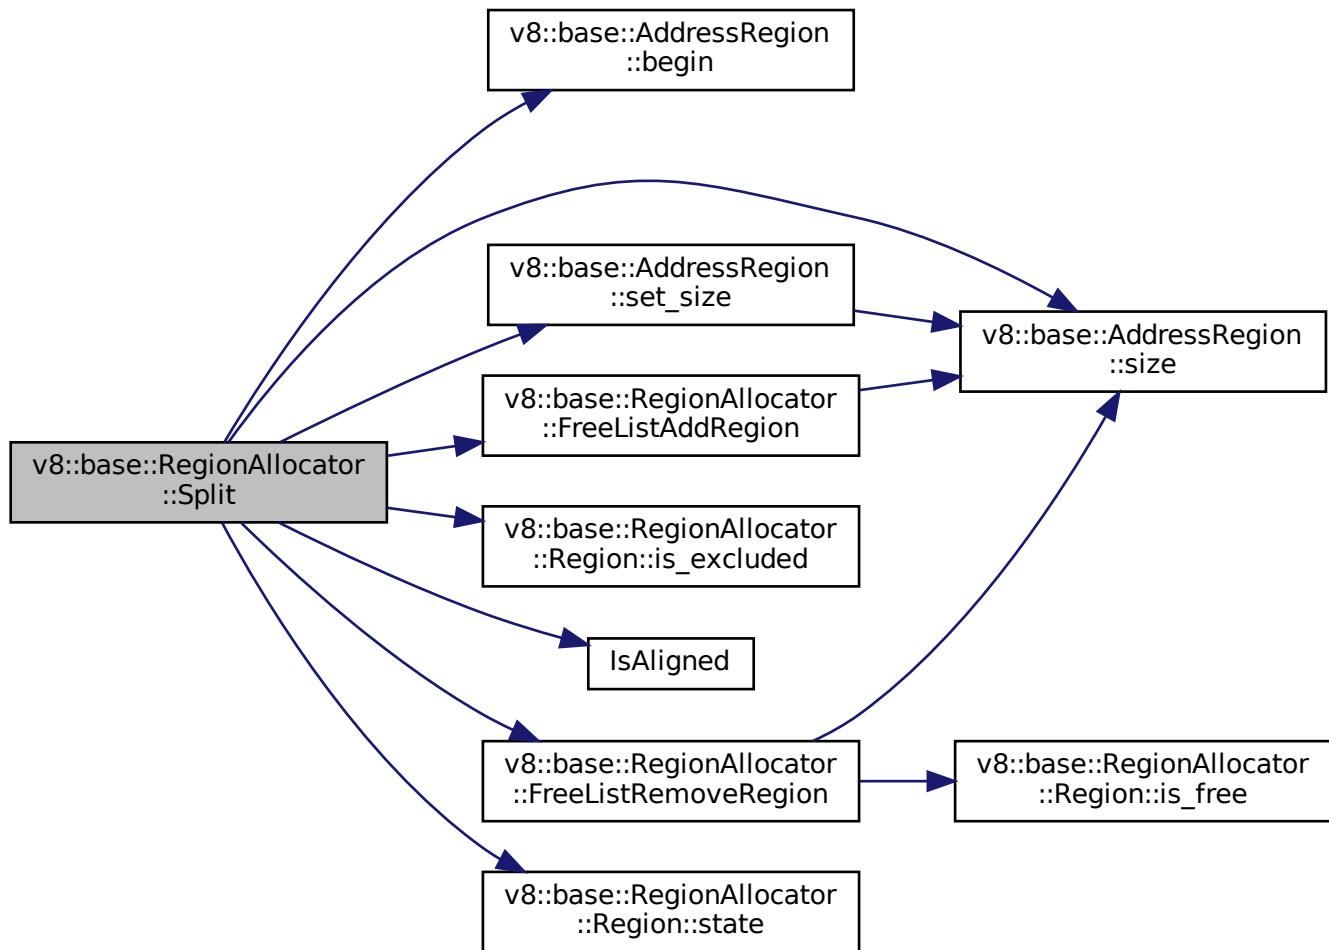 v8::base::AddressRegion
::begin
v8::base::AddressRegion
::set_size
v8::base::AddressRegion
::size
v8::base::RegionAllocator
::FreeListAddRegion
v8::base::RegionAllocator
::Split
v8::base::RegionAllocator
::Region::is_excluded
IsAligned
v8::base::RegionAllocator
::FreeListRemoveRegion
v8::base::RegionAllocator
::Region::is_free
v8::base::RegionAllocator
::Region::state